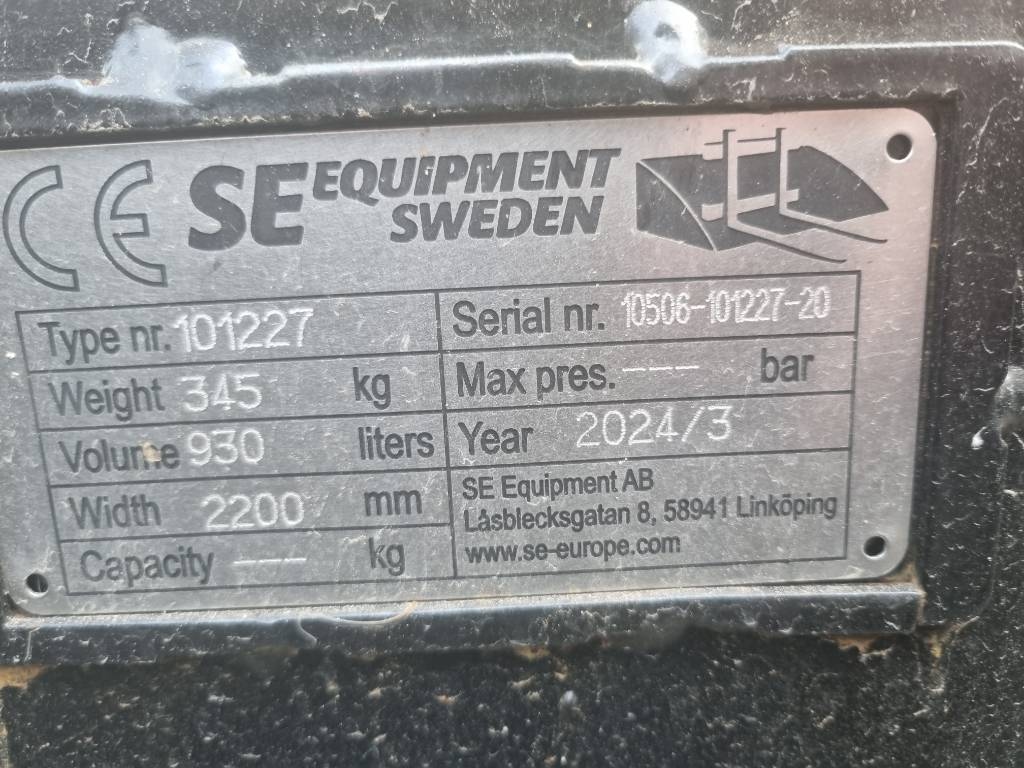 CE SE EQUIPMENT SWEDEN
Type nr. 101227
Weight 345 kg
Volume 930 liters
Width 2200 mm
Capacity --- kg
Serial nr. 10506-101227-20
Max pres. --- bar
Year 2024/3
SE Equipment AB
Låsblecksgatan 8, 58941 Linköping
www.se-europe.com